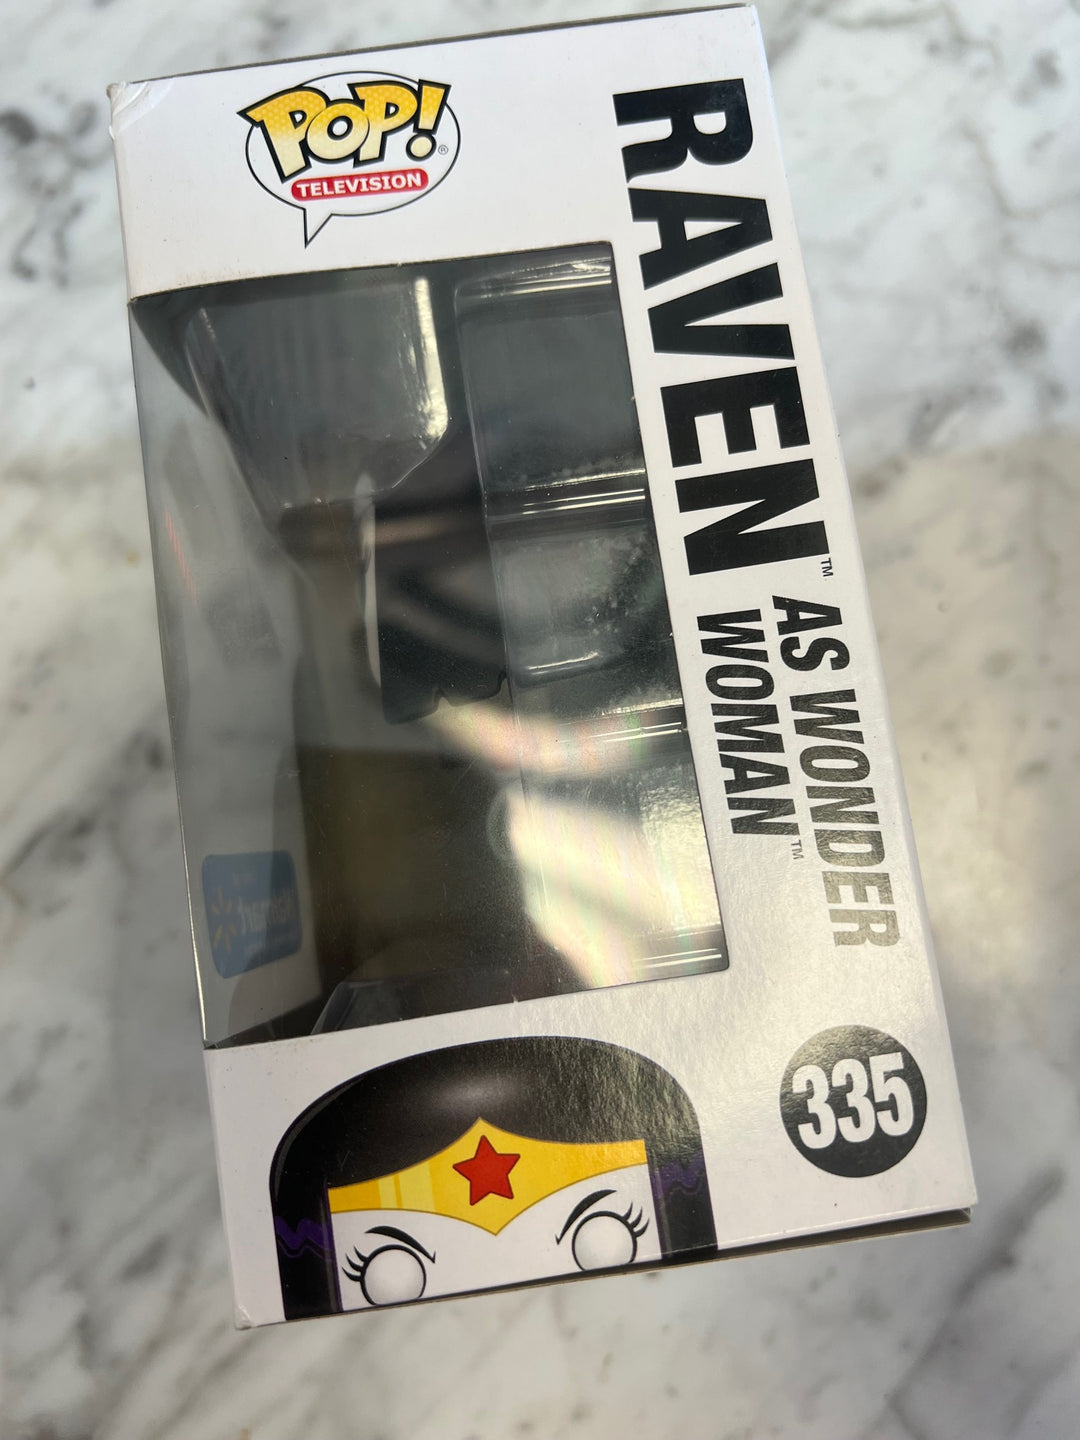 POP!®
TELEVISION
RAVEN™
AS WONDER
WOMAN™
335